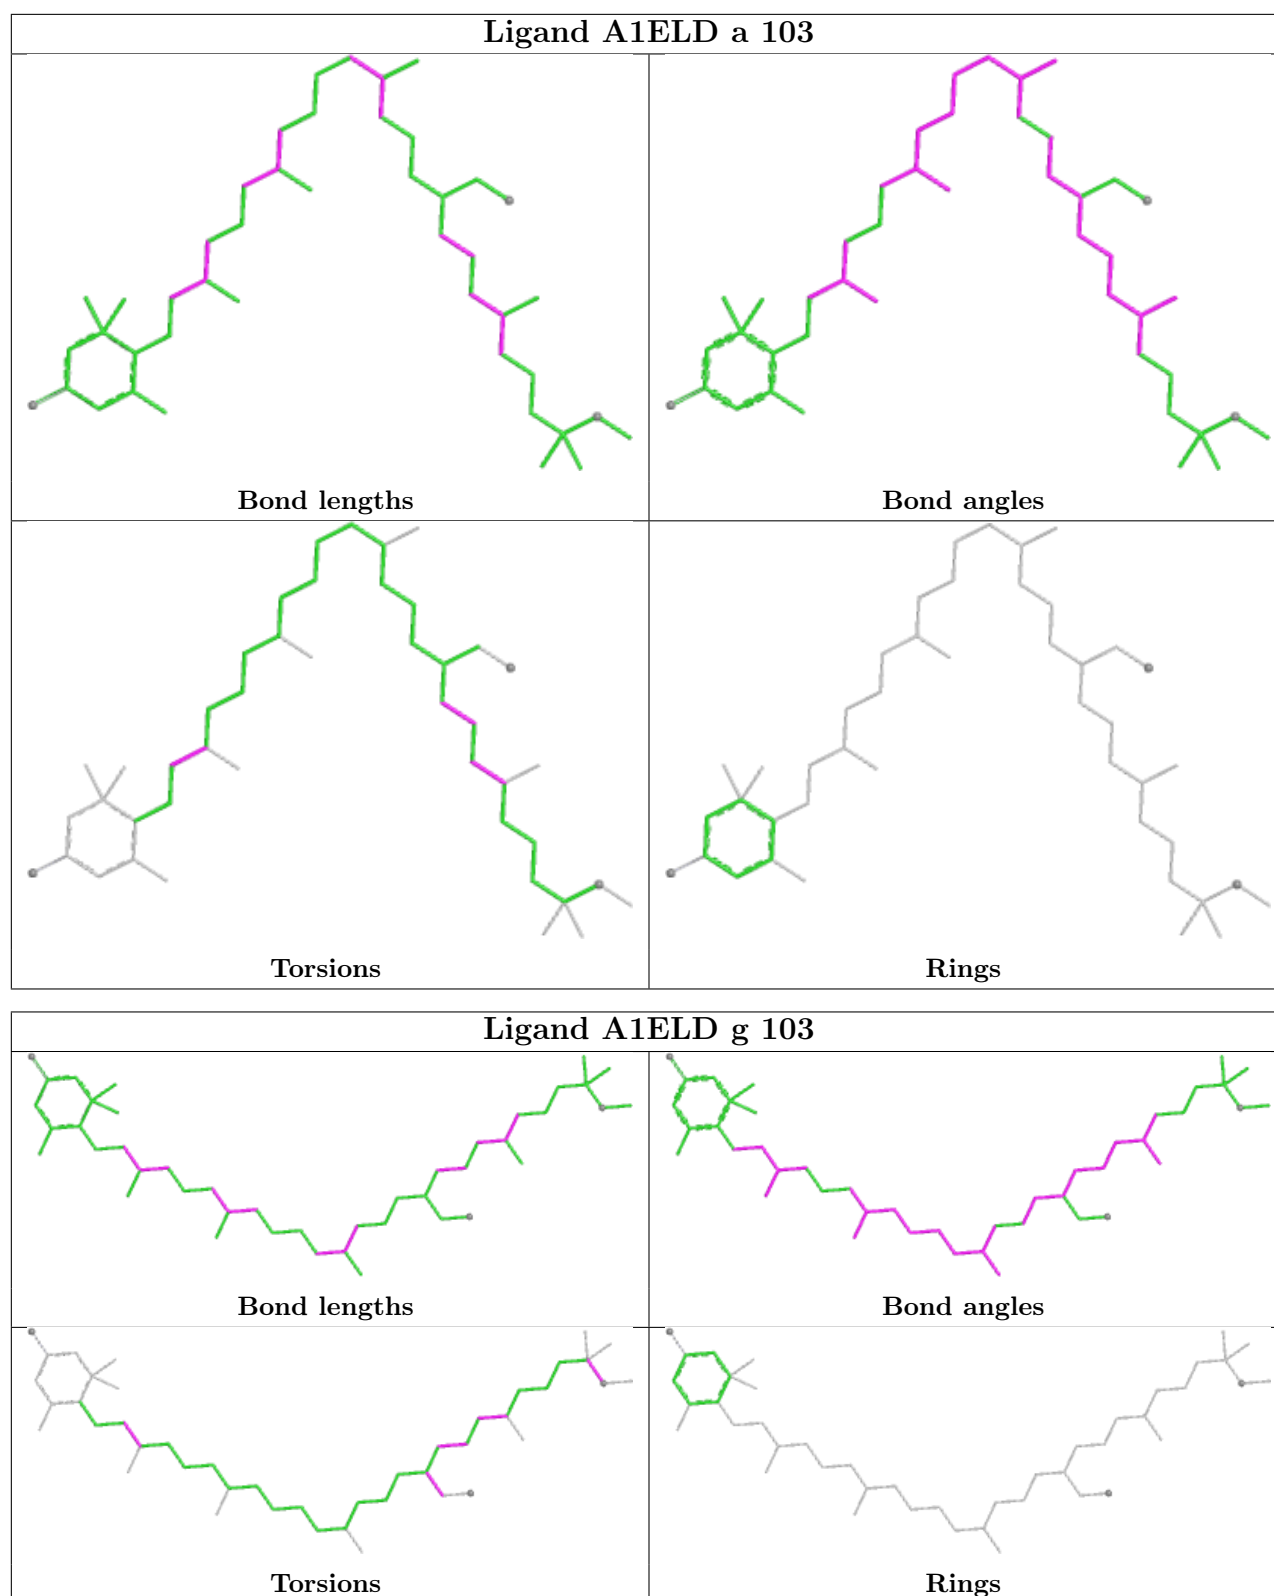 Ligand A1ELD a 103
Bond lengths
Bond angles
Torsions
Rings
Ligand A1ELD g 103
Bond lengths
Bond angles
Torsions
Rings